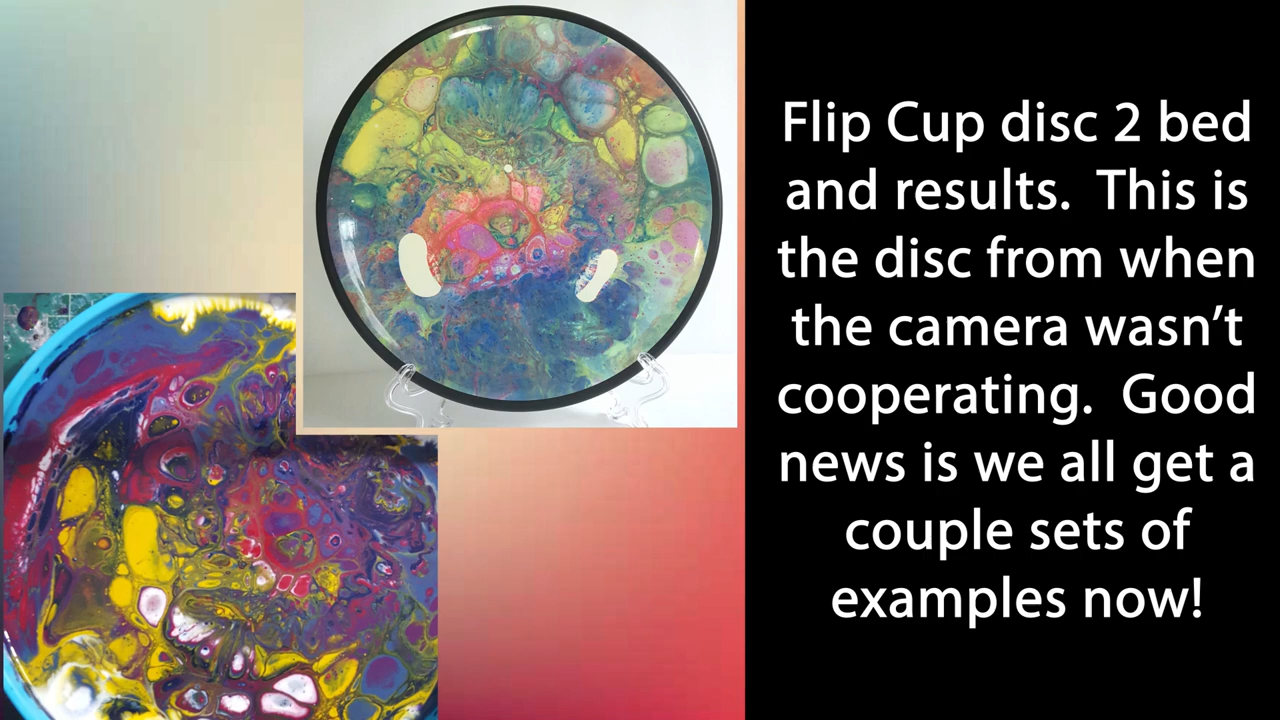 Flip Cup disc 2 bed
and results.  This is
the disc from when
the camera wasn’t
cooperating.  Good
news is we all get a
couple sets of
examples now!